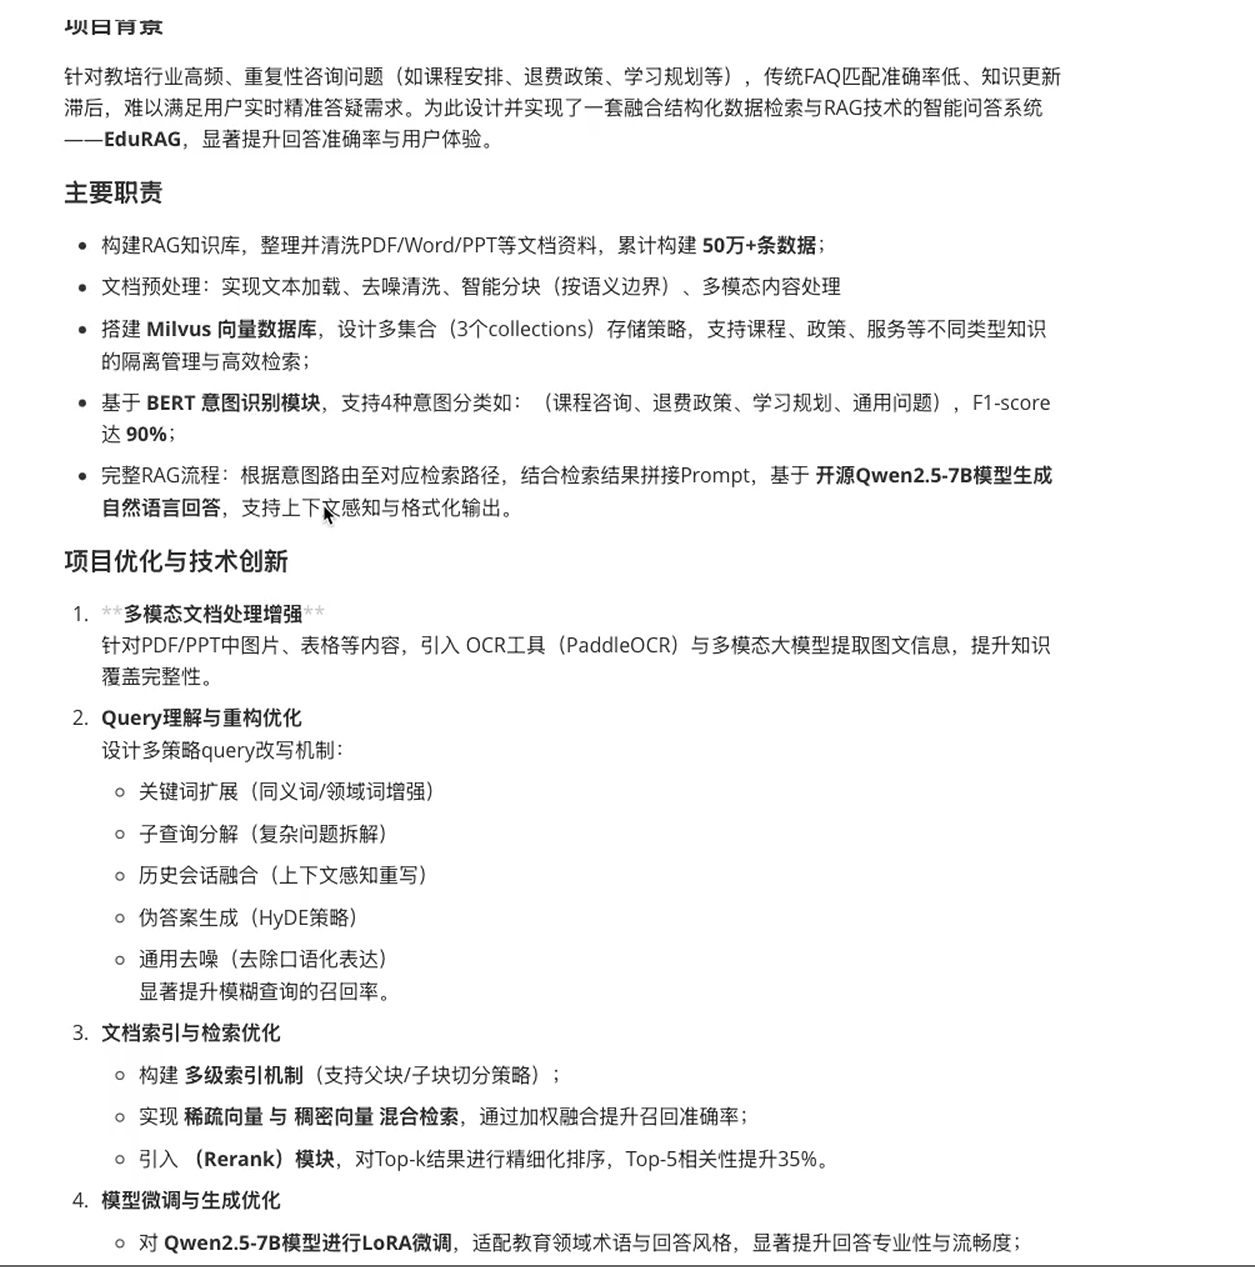 项目背景
针对教培行业高频、重复性咨询问题（如课程安排、退费政策、学习规划等），传统FAQ匹配准确率低、知识更新
滞后，难以满足用户实时精准答疑需求。为此设计并实现了一套融合结构化数据检索与RAG技术的智能问答系统
——EduRAG，显著提升回答准确率与用户体验。
主要职责
• 构建RAG知识库，整理并清洗PDF/Word/PPT等文档资料，累计构建 50万+条数据；
• 文档预处理：实现文本加载、去噪清洗、智能分块（按语义边界）、多模态内容处理
• 搭建 Milvus 向量数据库，设计多集合（3个collections）存储策略，支持课程、政策、服务等不同类型知识
的隔离管理与高效检索；
• 基于 BERT 意图识别模块，支持4种意图分类如：（课程咨询、退费政策、学习规划、通用问题），F1-score
达 90%；
• 完整RAG流程：根据意图路由至对应检索路径，结合检索结果拼接Prompt，基于 开源Qwen2.5-7B模型生成
自然语言回答，支持上下文感知与格式化输出。
项目优化与技术创新
1. **多模态文档处理增强**
针对PDF/PPT中图片、表格等内容，引入 OCR工具（PaddleOCR）与多模态大模型提取图文信息，提升知识
覆盖完整性。
2. Query理解与重构优化
设计多策略query改写机制：
○ 关键词扩展（同义词/领域词增强）
○ 子查询分解（复杂问题拆解）
○ 历史会话融合（上下文感知重写）
○ 伪答案生成（HyDE策略）
○ 通用去噪（去除口语化表达）
显著提升模糊查询的召回率。
3. 文档索引与检索优化
○ 构建 多级索引机制（支持父块/子块切分策略）；
○ 实现 稀疏向量 与 稠密向量 混合检索，通过加权融合提升召回准确率；
○ 引入 （Rerank）模块，对Top-k结果进行精细化排序，Top-5相关性提升35%。
4. 模型微调与生成优化
○ 对 Qwen2.5-7B模型进行LoRA微调，适配教育领域术语与回答风格，显著提升回答专业性与流畅度；